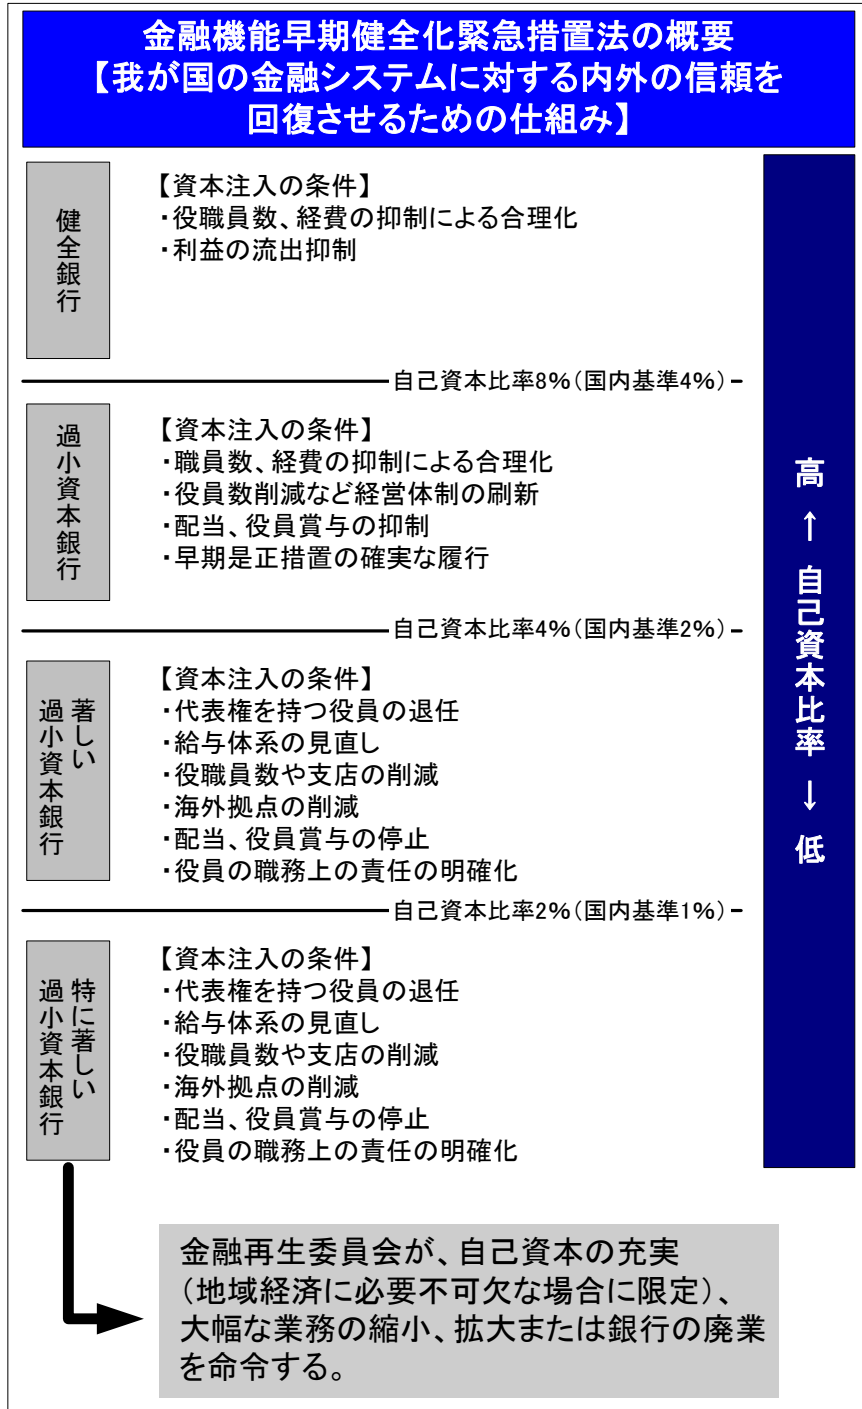 金融機能早期健全化緊急措置法の概要
【我が国の金融システムに対する内外の信頼を
回復させるための仕組み】
健全銀行
【資本注入の条件】
・役職員数、経費の抑制による合理化
・利益の流出抑制
自己資本比率8%(国内基準4%)
過小資本銀行
【資本注入の条件】
・職員数、経費の抑制による合理化
・役員数削減など経営体制の刷新
・配当、役員賞与の抑制
・早期是正措置の確実な履行
自己資本比率4%(国内基準2%)
著しい
過小資本銀行
【資本注入の条件】
・代表権を持つ役員の退任
・給与体系の見直し
・役職員数や支店の削減
・海外拠点の削減
・配当、役員賞与の停止
・役員の職務上の責任の明確化
自己資本比率2%(国内基準1%)
特に著しい
過小資本銀行
【資本注入の条件】
・代表権を持つ役員の退任
・給与体系の見直し
・役職員数や支店の削減
・海外拠点の削減
・配当、役員賞与の停止
・役員の職務上の責任の明確化
高 ↑ 自己資本比率 ↓ 低
金融再生委員会が、自己資本の充実
(地域経済に必要不可欠な場合に限定)、
大幅な業務の縮小、拡大または銀行の廃業
を命令する。